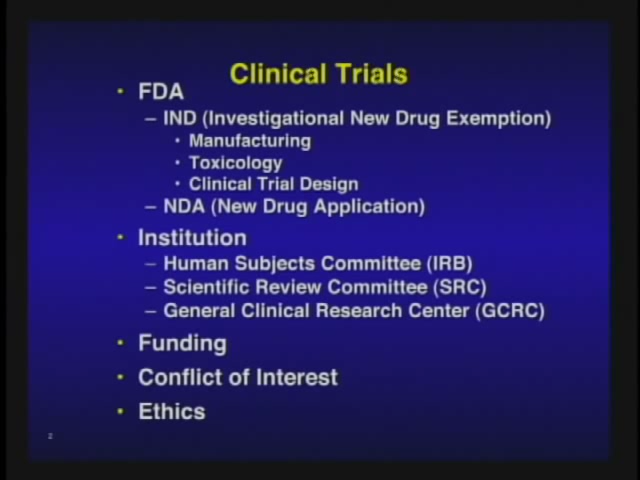 Clinical Trials
• FDA
– IND (Investigational New Drug Exemption)
• Manufacturing
• Toxicology
• Clinical Trial Design
– NDA (New Drug Application)
• Institution
– Human Subjects Committee (IRB)
– Scientific Review Committee (SRC)
– General Clinical Research Center (GCRC)
• Funding
• Conflict of Interest
• Ethics
2